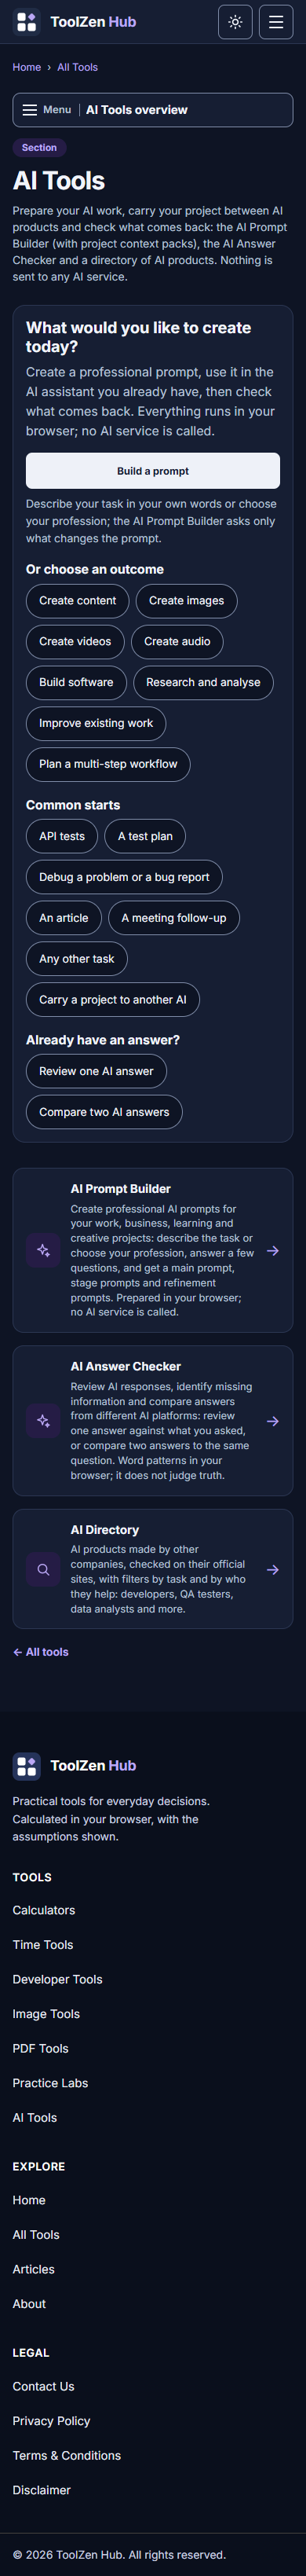 ToolZen Hub
Home › All Tools
Menu AI Tools overview
Section
AI Tools
Prepare your AI work, carry your project between AI
products and check what comes back: the AI Prompt
Builder (with project context packs), the AI Answer
Checker and a directory of AI products. Nothing is
sent to any AI service.
What would you like to create
today?
Create a professional prompt, use it in the
AI assistant you already have, then check
what comes back. Everything runs in your
browser; no AI service is called.
Build a prompt
Describe your task in your own words or choose
your profession; the AI Prompt Builder asks only
what changes the prompt.
Or choose an outcome
Create content Create images
Create videos Create audio
Build software Research and analyse
Improve existing work
Plan a multi-step workflow
Common starts
API tests A test plan
Debug a problem or a bug report
An article A meeting follow-up
Any other task
Carry a project to another AI
Already have an answer?
Review one AI answer
Compare two AI answers
AI Prompt Builder
Create professional AI prompts for
your work, business, learning and
creative projects: describe the task or
choose your profession, answer a few
questions, and get a main prompt,
stage prompts and refinement
prompts. Prepared in your browser;
no AI service is called.
→
AI Answer Checker
Review AI responses, identify missing
information and compare answers
from different AI platforms: review
one answer against what you asked,
or compare two answers to the same
question. Word patterns in your
browser; it does not judge truth.
→
AI Directory
AI products made by other
companies, checked on their official
sites, with filters by task and by who
they help: developers, QA testers,
data analysts and more.
→
← All tools
ToolZen Hub
Practical tools for everyday decisions.
Calculated in your browser, with the
assumptions shown.
TOOLS
Calculators
Time Tools
Developer Tools
Image Tools
PDF Tools
Practice Labs
AI Tools
EXPLORE
Home
All Tools
Articles
About
LEGAL
Contact Us
Privacy Policy
Terms & Conditions
Disclaimer
© 2026 ToolZen Hub. All rights reserved.